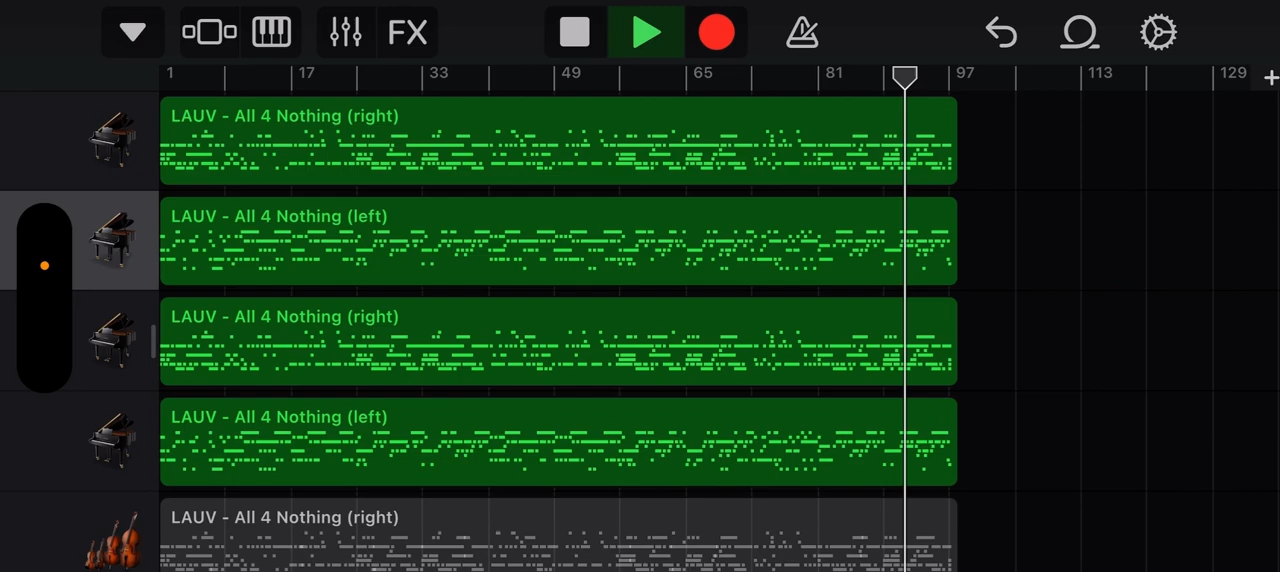 FX
1 17 33 49 65 81 97 113 129
LAUV - All 4 Nothing (right)
LAUV - All 4 Nothing (left)
LAUV - All 4 Nothing (right)
LAUV - All 4 Nothing (left)
LAUV - All 4 Nothing (right)